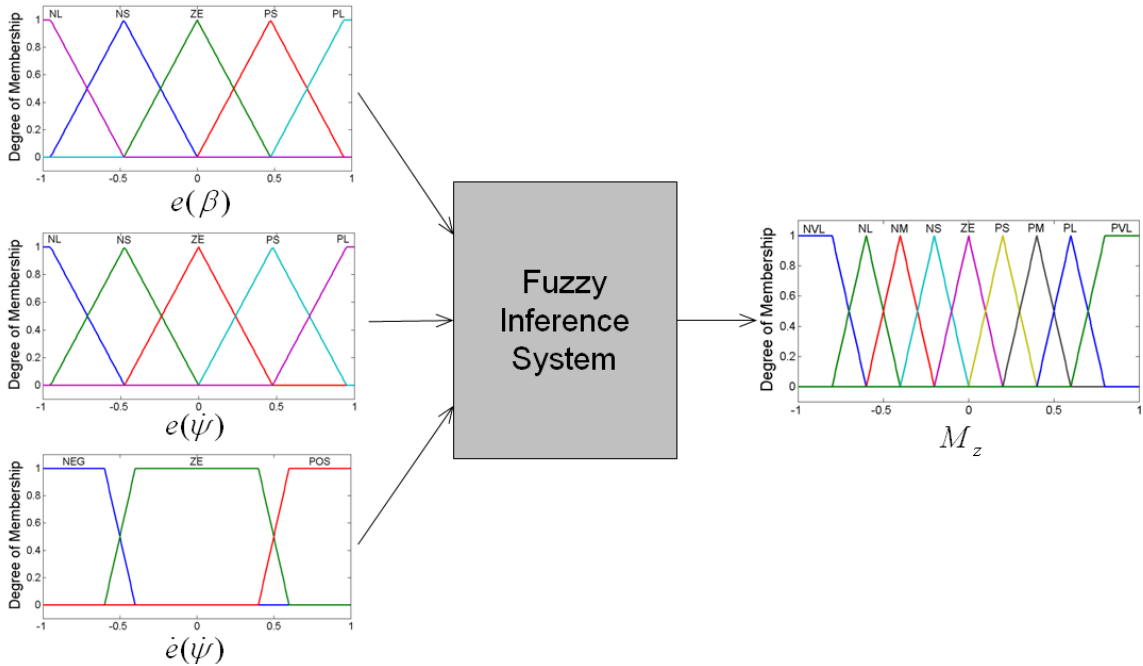 NL NS ZE PS PL
Degree of Membership
1
0.8
0.6
0.4
0.2
0
-1 -0.5 0 0.5 1
e(β)
NL NS ZE PS PL
Degree of Membership
1
0.8
0.6
0.4
0.2
0
-1 -0.5 0 0.5 1
e(ψ̇)
NEG ZE POS
Degree of Membership
1
0.8
0.6
0.4
0.2
0
-1 -0.5 0 0.5 1
ė(ψ̇)
Fuzzy
Inference
System
NVL NL NM NS ZE PS PM PL PVL
Degree of Membership
1
0.8
0.6
0.4
0.2
0
-1 -0.5 0 0.5 1
M_z